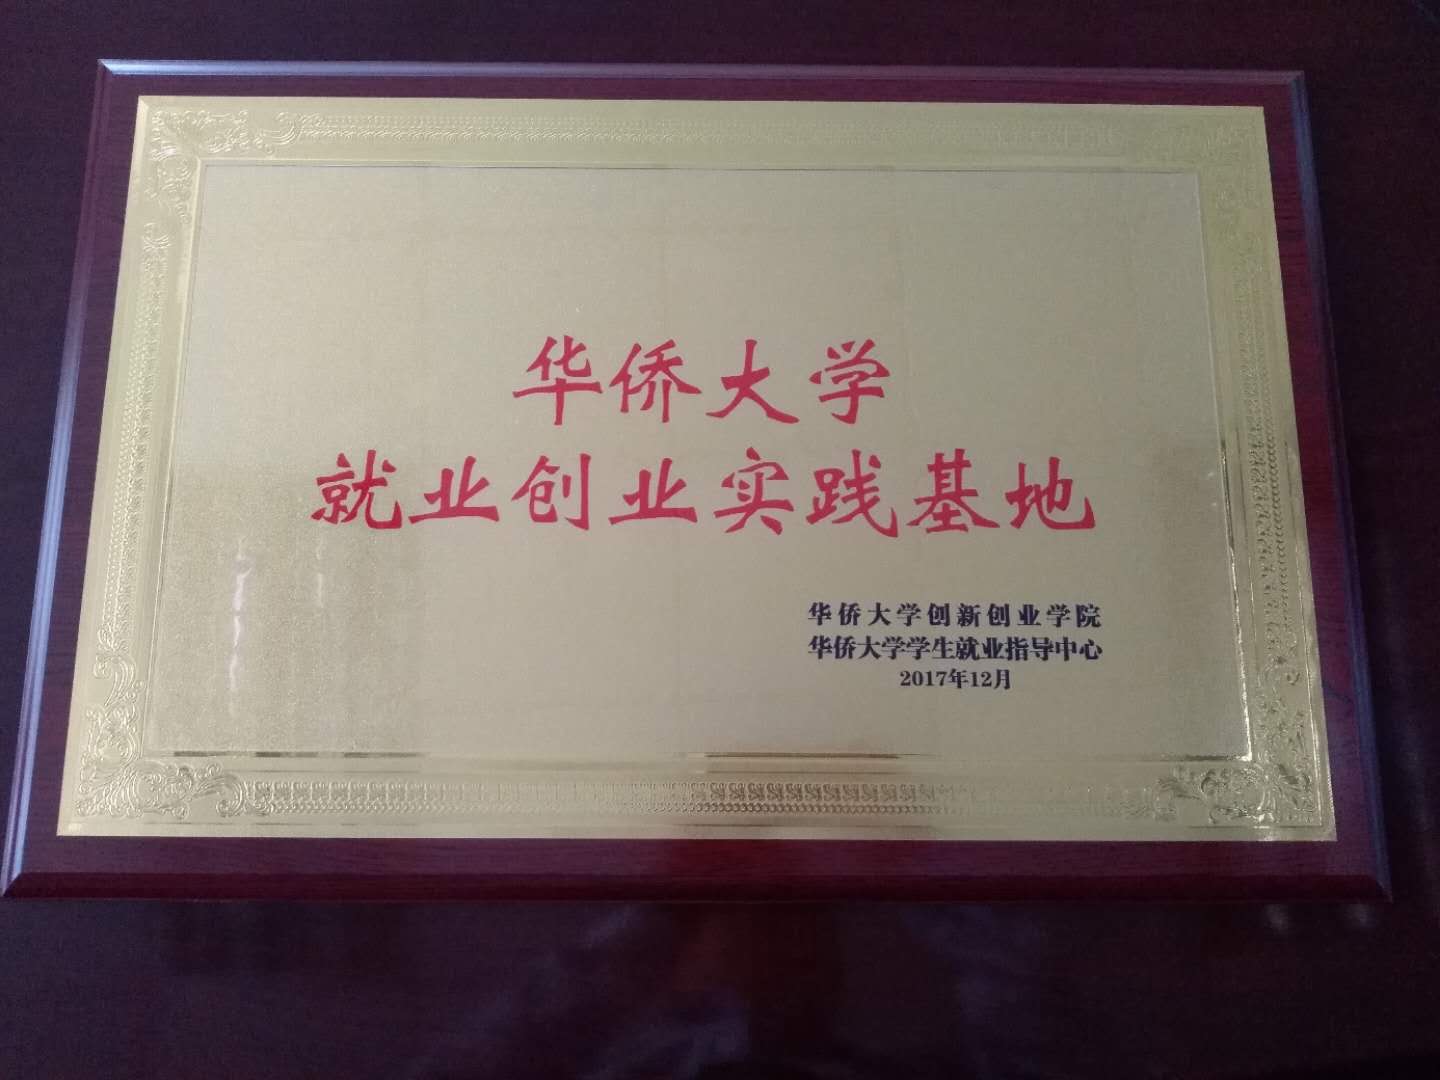 华侨大学
就业创业实践基地
华侨大学创新创业学院
华侨大学学生就业指导中心
2017年12月